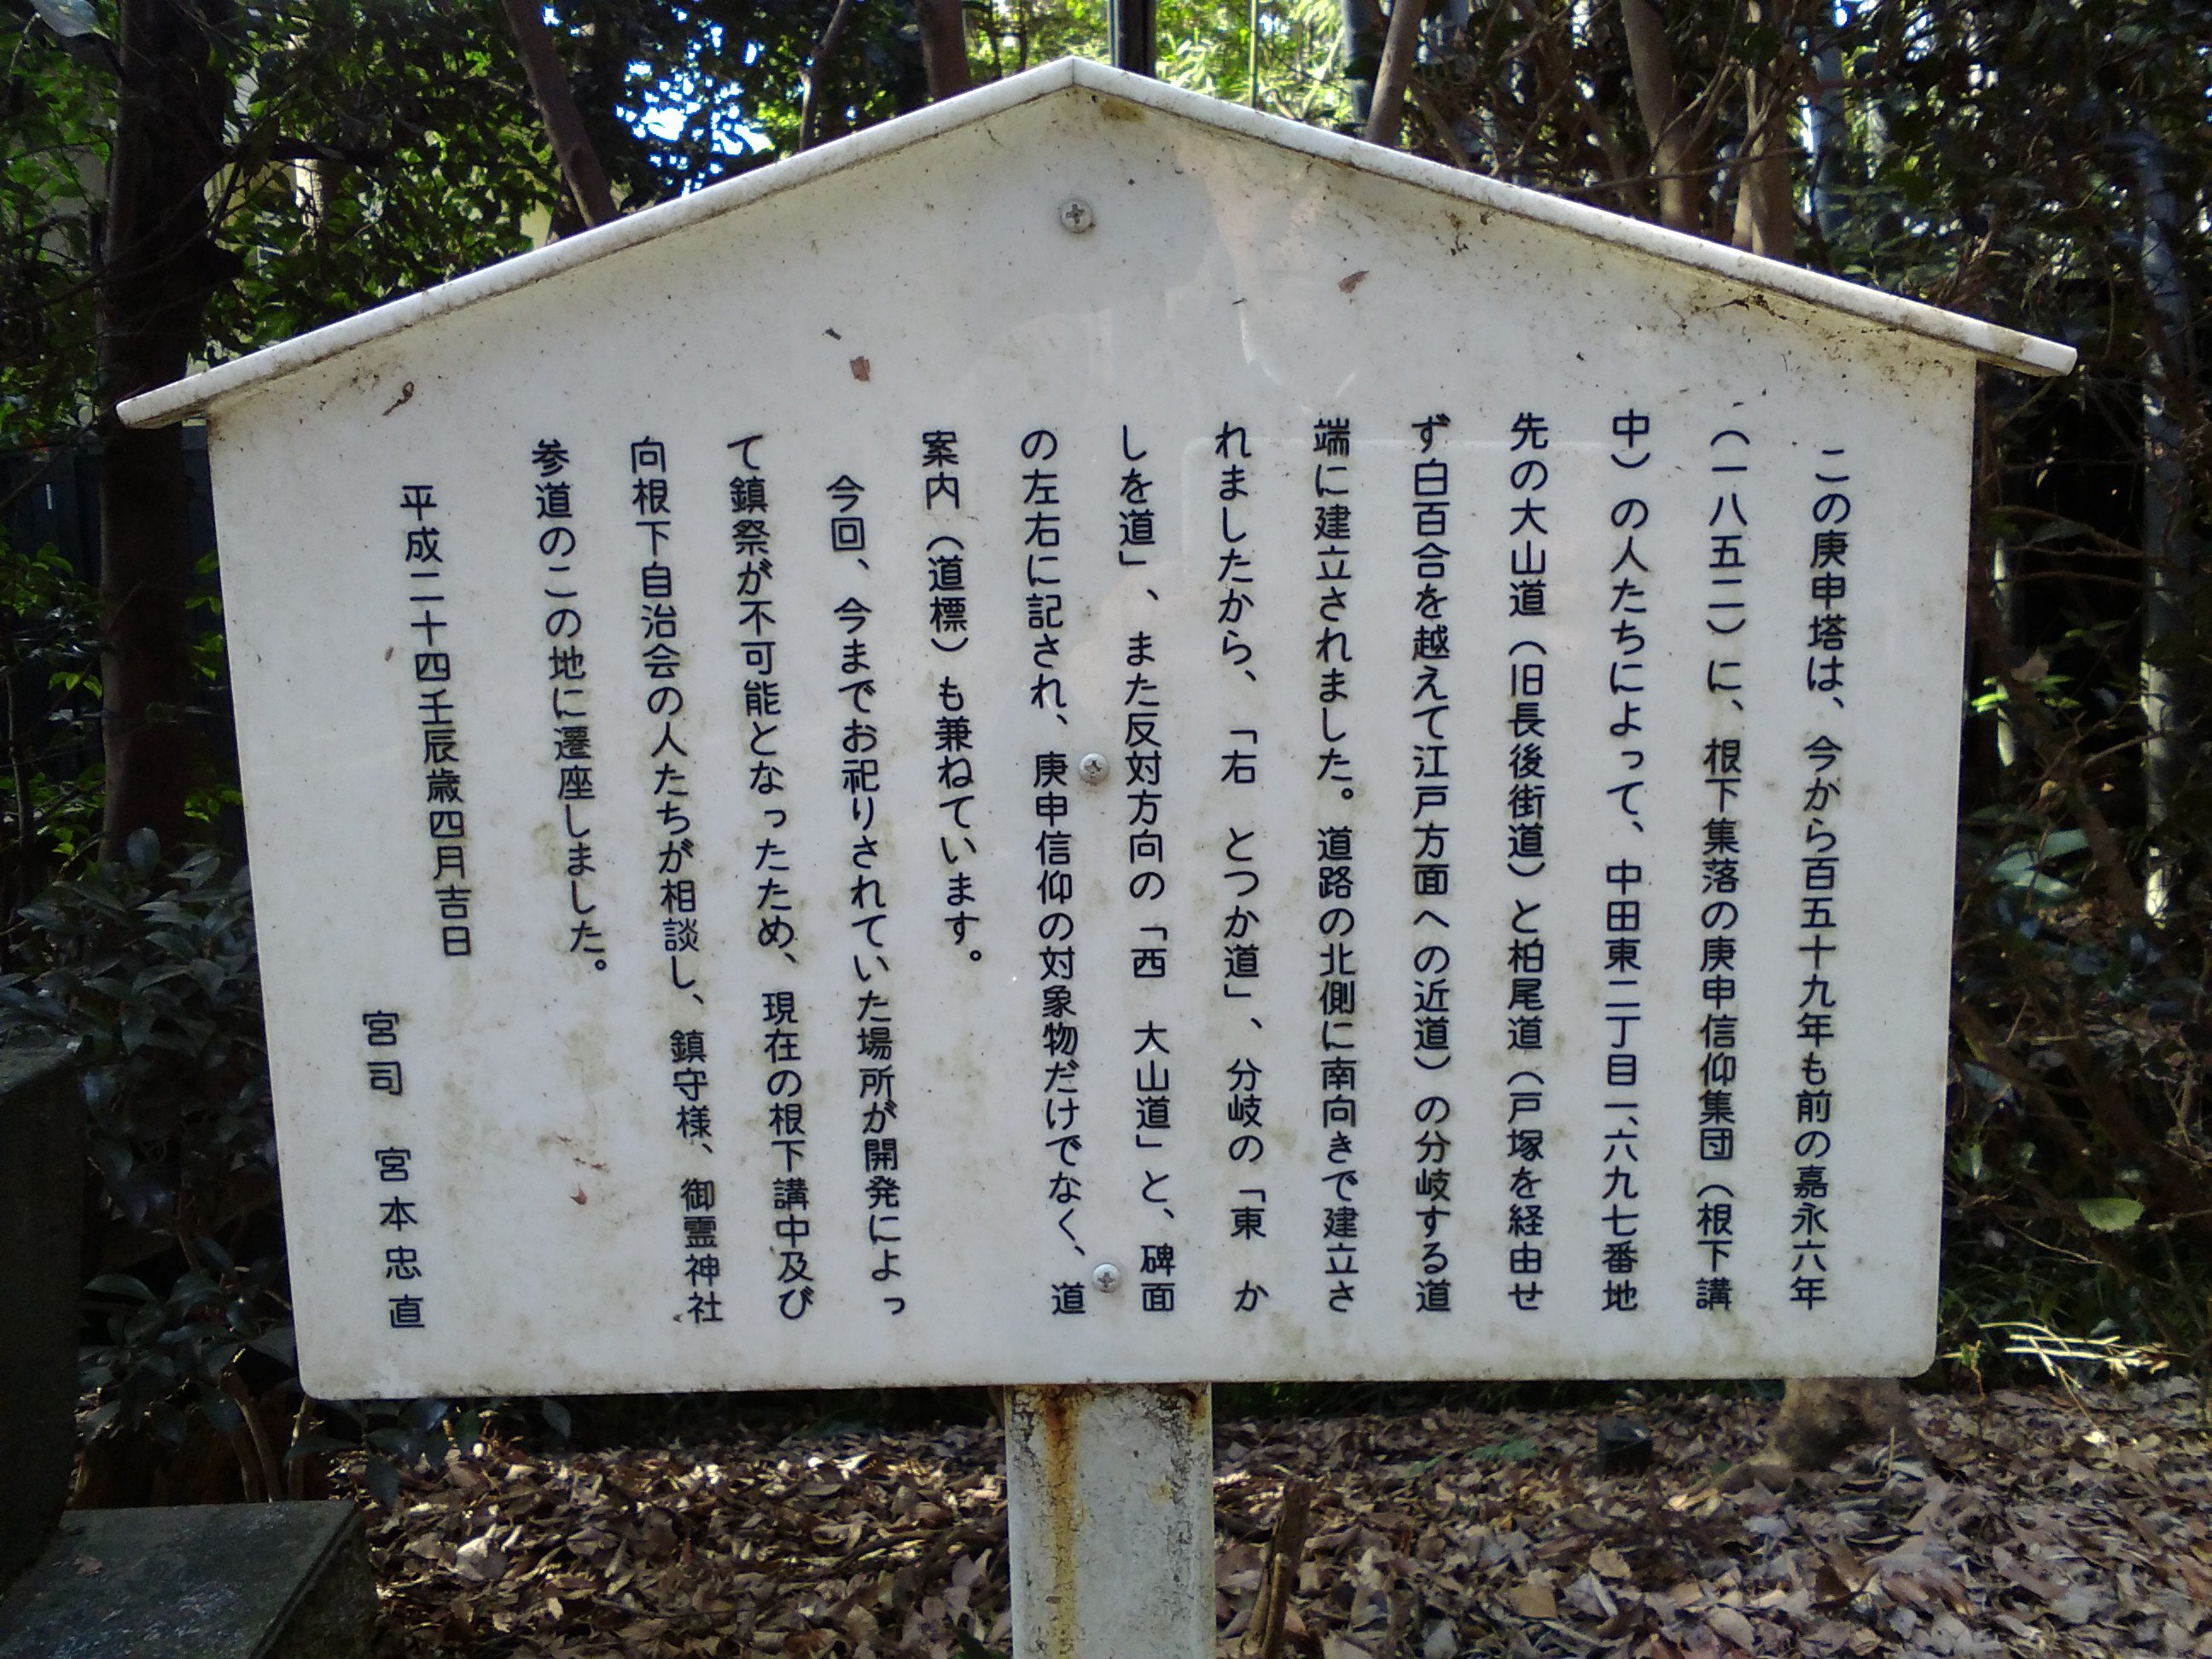 この庚申塔は、今から百五十九年も前の嘉永六年
（一八五二）に、根下集落の庚申信仰集団（根下講
中）の人たちによって、中田東二丁目一、六九七番地
先の大山道（旧長後街道）と柏尾道（戸塚を経由せ
ず白百合を越えて江戸方面への近道）の分岐する道
端に建立されました。道路の北側に南向きで建立さ
れましたから、「右　とつか道」、分岐の「東　か
しを道」、また反対方向の「西　大山道」と、碑面
の左右に記され、庚申信仰の対象物だけでなく、道
案内（道標）も兼ねています。
今回、今までお祀りされていた場所が開発によっ
て鎮祭が不可能となったため、現在の根下講中及び
向根下自治会の人たちが相談し、鎮守様、御霊神社
参道のこの地に遷座しました。
平成二十四壬辰歳四月吉日
宮司　宮本忠直